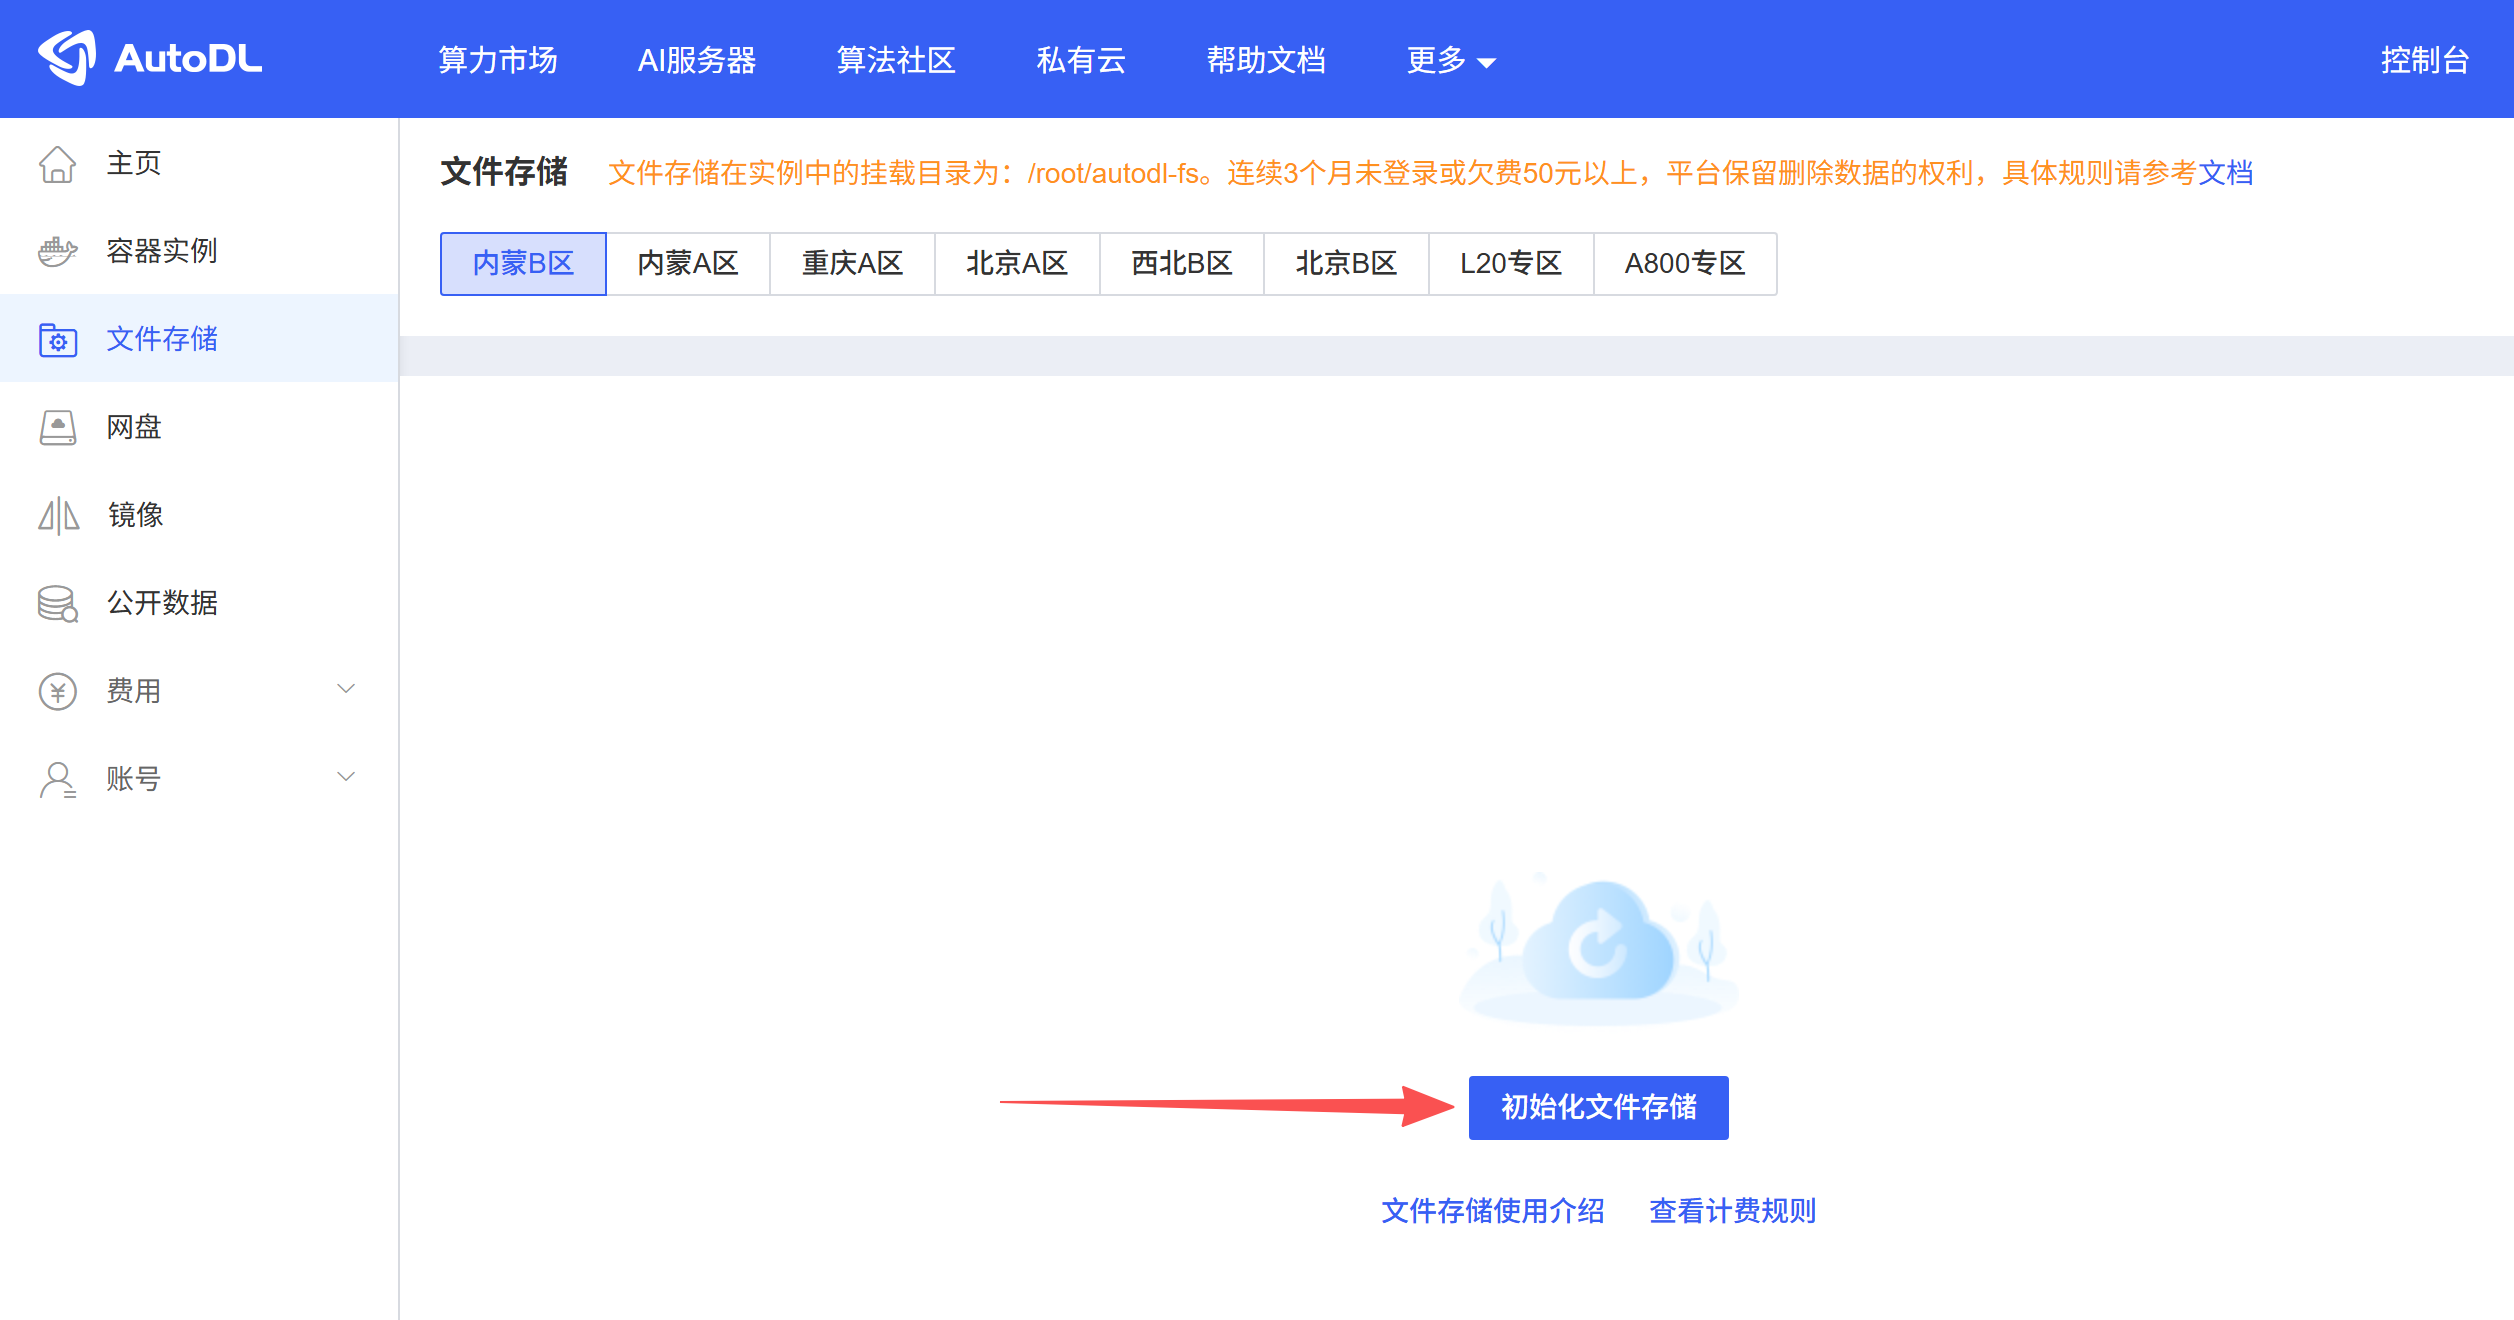 AutoDL 算力市场 AI服务器 算法社区 私有云 帮助文档 更多 控制台
主页
容器实例
文件存储
网盘
镜像
公开数据
费用
账号
文件存储 文件存储在实例中的挂载目录为：/root/autodl-fs。连续3个月未登录或欠费50元以上，平台保留删除数据的权利，具体规则请参考文档
内蒙B区 内蒙A区 重庆A区 北京A区 西北B区 北京B区 L20专区 A800专区
初始化文件存储
文件存储使用介绍 查看计费规则